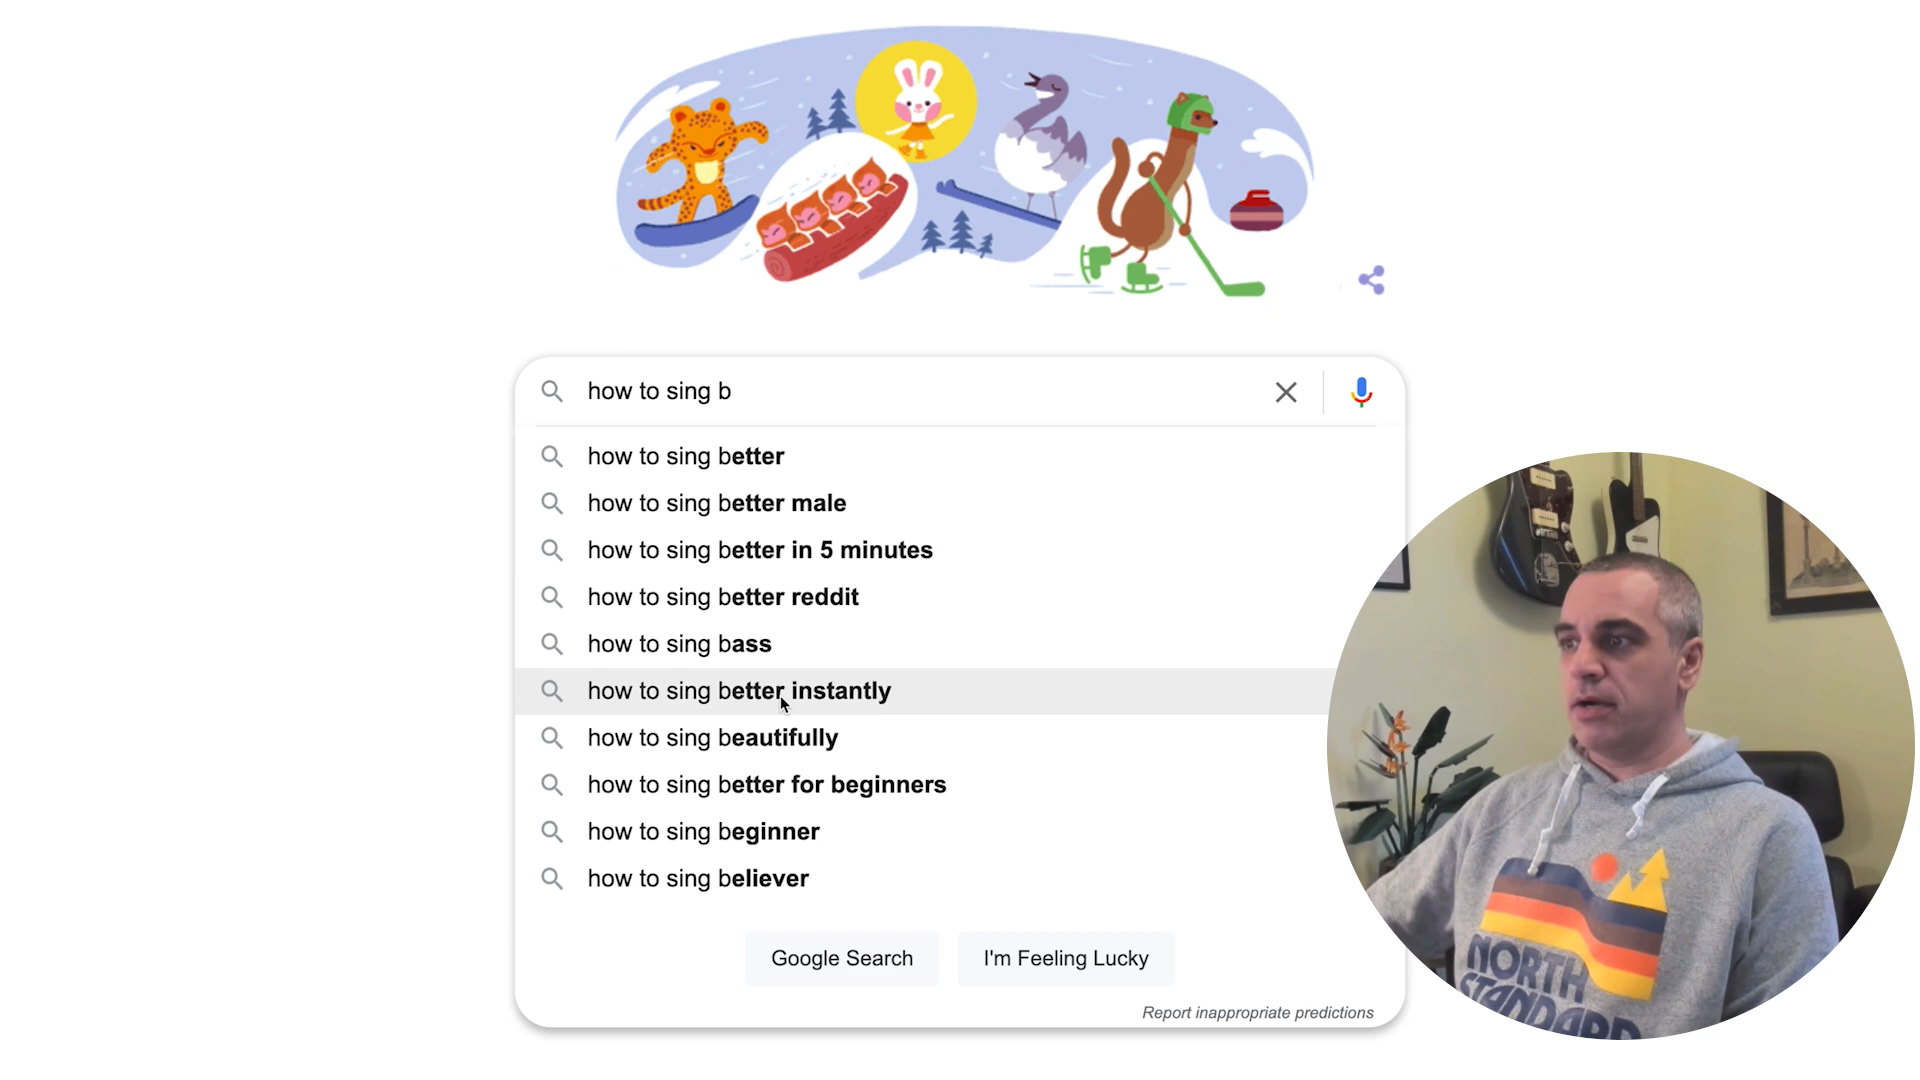 how to sing b
how to sing better
how to sing better male
how to sing better in 5 minutes
how to sing better reddit
how to sing bass
how to sing better instantly
how to sing beautifully
how to sing better for beginners
how to sing beginner
how to sing believer
Google Search
I'm Feeling Lucky
Report inappropriate predictions
NORTH
STANDARD